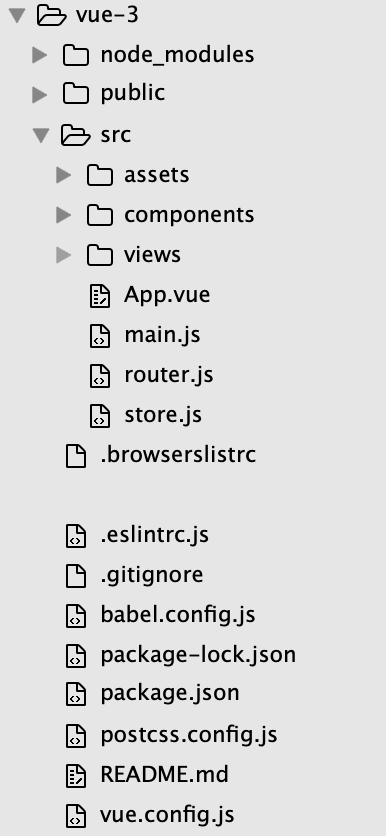 vue-3
node_modules
public
src
assets
components
views
App.vue
main.js
router.js
store.js
.browserslistrc
.eslintrc.js
.gitignore
babel.config.js
package-lock.json
package.json
postcss.config.js
README.md
vue.config.js